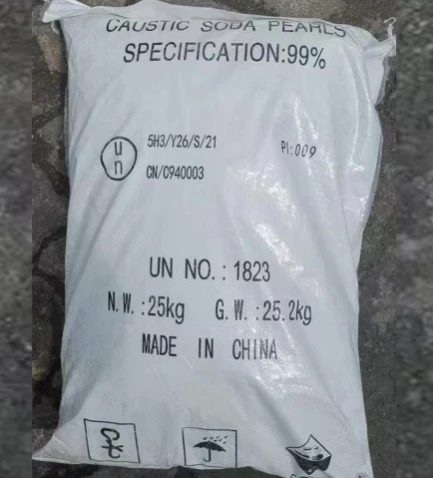 CAUSTIC SODA PEARLS
SPECIFICATION:99%
un
5H3/Y26/S/21
PI:009
CN/C940003
UN NO.:1823
N.W.:25kg G.W.:25.2kg
MADE IN CHINA